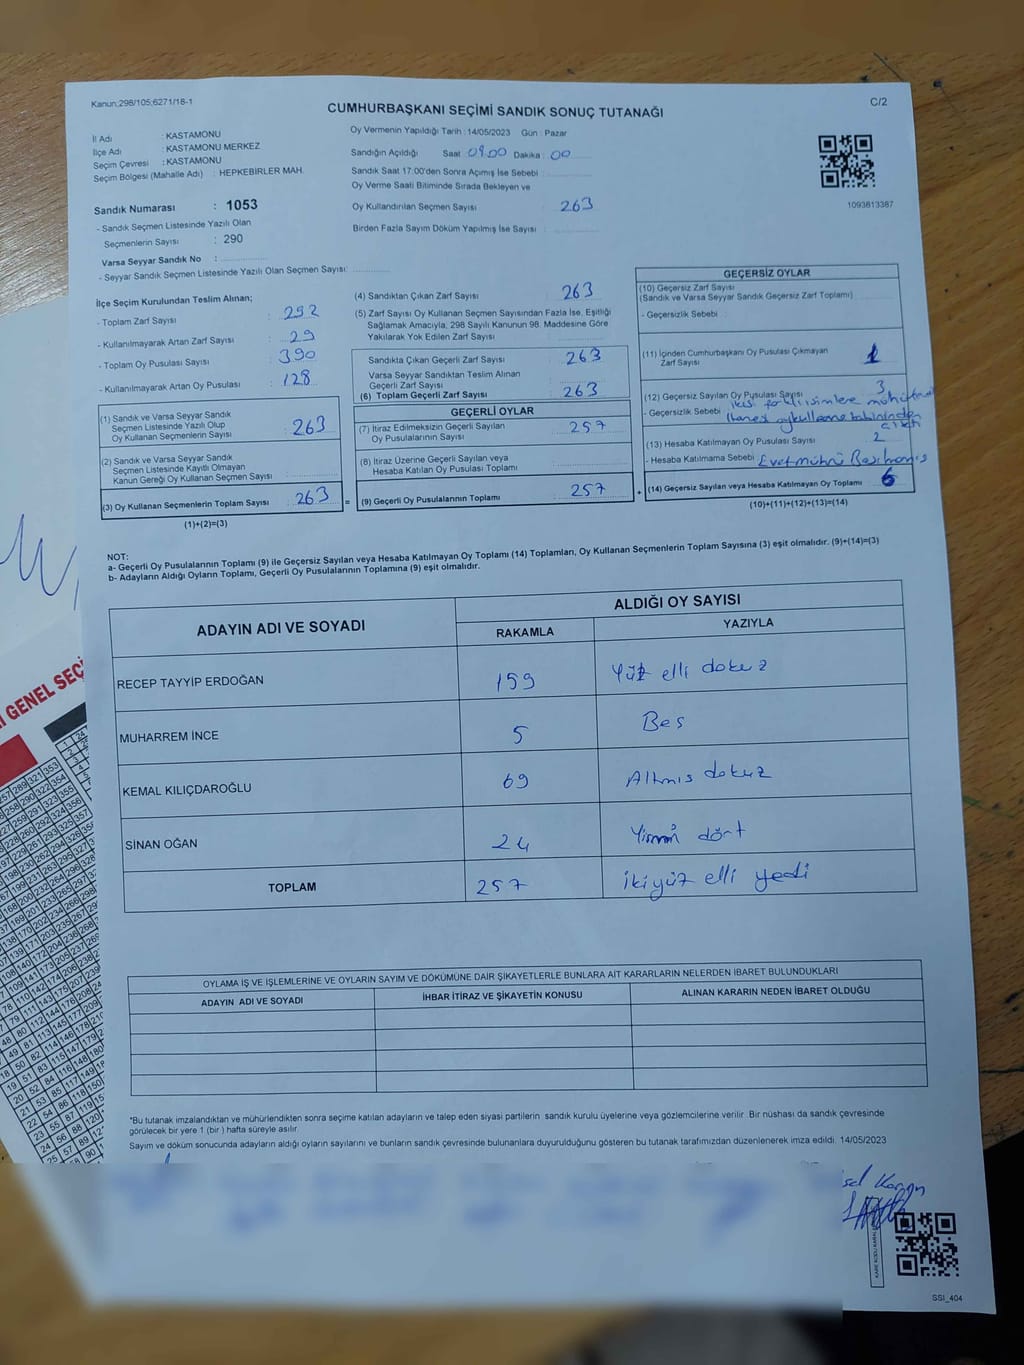 Kanun;298/105;6271/18-1
C/2
CUMHURBAŞKANI SEÇİMİ SANDIK SONUÇ TUTANAĞI
İl Adı : KASTAMONU
İlçe Adı : KASTAMONU MERKEZ
Seçim Çevresi : KASTAMONU
Seçim Bölgesi (Mahalle Adı) : HEPKEBİRLER MAH.
Oy Vermenin Yapıldığı Tarih : 14/05/2023 Gün : Pazar
Sandığın Açıldığı Saat 09.00 Dakika : 00
Sandık Saat 17:00'den Sonra Açımış İse Sebebi :
Oy Verme Saati Bitiminde Sırada Bekleyen ve
Oy Kullandırılan Seçmen Sayısı : 263
Birden Fazla Sayım Döküm Yapılmış İse Sayısı :
1093813387
Sandık Numarası : 1053
- Sandık Seçmen Listesinde Yazılı Olan
Seçmenlerin Sayısı : 290
Varsa Seyyar Sandık No :
- Seyyar Sandık Seçmen Listesinde Yazılı Olan Seçmen Sayısı:
İlçe Seçim Kurulundan Teslim Alınan;
- Toplam Zarf Sayısı : 292
- Kullanılmayarak Artan Zarf Sayısı : 29
- Toplam Oy Pusulası Sayısı : 390
- Kullanılmayarak Artan Oy Pusulası : 128
(1) Sandık ve Varsa Seyyar Sandık
Seçmen Listesinde Yazılı Olup
Oy Kullanan Seçmenlerin Sayısı : 263
(2) Sandık ve Varsa Seyyar Sandık
Seçmen Listesinde Kayıtlı Olmayan
Kanun Gereği Oy Kullanan Seçmen Sayısı :
(3) Oy Kullanan Seçmenlerin Toplam Sayısı : 263 =
(1)+(2)=(3)
(4) Sandıktan Çıkan Zarf Sayısı : 263
(5) Zarf Sayısı Oy Kullanan Seçmen Sayısından Fazla İse, Eşitliği
Sağlamak Amacıyla, 298 Sayılı Kanunun 98. Maddesine Göre
Yakılarak Yok Edilen Zarf Sayısı :
Sandıkta Çıkan Geçerli Zarf Sayısı : 263
Varsa Seyyar Sandıktan Teslim Alınan
Geçerli Zarf Sayısı :
(6) Toplam Geçerli Zarf Sayısı : 263
GEÇERLİ OYLAR
(7) İtiraz Edilmeksizin Geçerli Sayılan
Oy Pusulalarının Sayısı : 257
(8) İtiraz Üzerine Geçerli Sayılan veya
Hesaba Katılan Oy Pusulası Toplamı :
(9) Geçerli Oy Pusulalarının Toplamı : 257 +
GEÇERSİZ OYLAR
(10) Geçersiz Zarf Sayısı
(Sandık ve Varsa Seyyar Sandık Geçersiz Zarf Toplamı)
- Geçersizlik Sebebi :
(11) İçinden Cumhurbaşkanı Oy Pusulası Çıkmayan
Zarf Sayısı 1
(12) Geçersiz Sayılan Oy Pusulası Sayısı : 3
- Geçersizlik Sebebi : ikisi farklı isimlere
(13) Hesaba Katılmayan Oy Pusulası Sayısı : 2
- Hesaba Katılmama Sebebi : Evet mührü Basılmamış
(14) Geçersiz Sayılan veya Hesaba Katılmayan Oy Toplamı : 6
(10)+(11)+(12)+(13)=(14)
NOT:
a- Geçerli Oy Pusulalarının Toplamı (9) ile Geçersiz Sayılan veya Hesaba Katılmayan Oy Toplamı (14) Toplamları, Oy Kullanan Seçmenlerin Toplam Sayısına (3) eşit olmalıdır. (9)+(14)=(3)
b- Adayların Aldığı Oyların Toplamı, Geçerli Oy Pusulalarının Toplamına (9) eşit olmalıdır.
ADAYIN ADI VE SOYADI ALDIĞI OY SAYISI
RAKAMLA YAZIYLA
RECEP TAYYİP ERDOĞAN 159 Yüz elli dokuz
MUHARREM İNCE 5 Bes
KEMAL KILIÇDAROĞLU 69 Altmıs dokuz
SİNAN OĞAN 24 Yirmi dört
TOPLAM 257 ikiyüz elli yedi
OYLAMA İŞ VE İŞLEMLERİNE VE OYLARIN SAYIM VE DÖKÜMÜNE DAİR ŞİKAYETLERLE BUNLARA AİT KARARLARIN NELERDEN İBARET BULUNDUKLARI
ADAYIN ADI VE SOYADI İHBAR İTİRAZ VE ŞİKAYETİN KONUSU ALINAN KARARIN NEDEN İBARET OLDUĞU
*Bu tutanak imzalandıktan ve mühürlendikten sonra seçime katılan adayların ve talep eden siyasi partilerin sandık kurulu üyelerine veya gözlemcilerine verilir. Bir nüshası da sandık çevresinde
görülecek bir yere 1 (bir) hafta süreyle asılır.
Sayım ve döküm sonucunda adayların aldığı oyların sayılarını ve bunların sandık çevresinde bulunanlara duyurulduğunu gösteren bu tutanak tarafımızdan düzenlenerek imza edildi. 14/05/2023
SSI_404